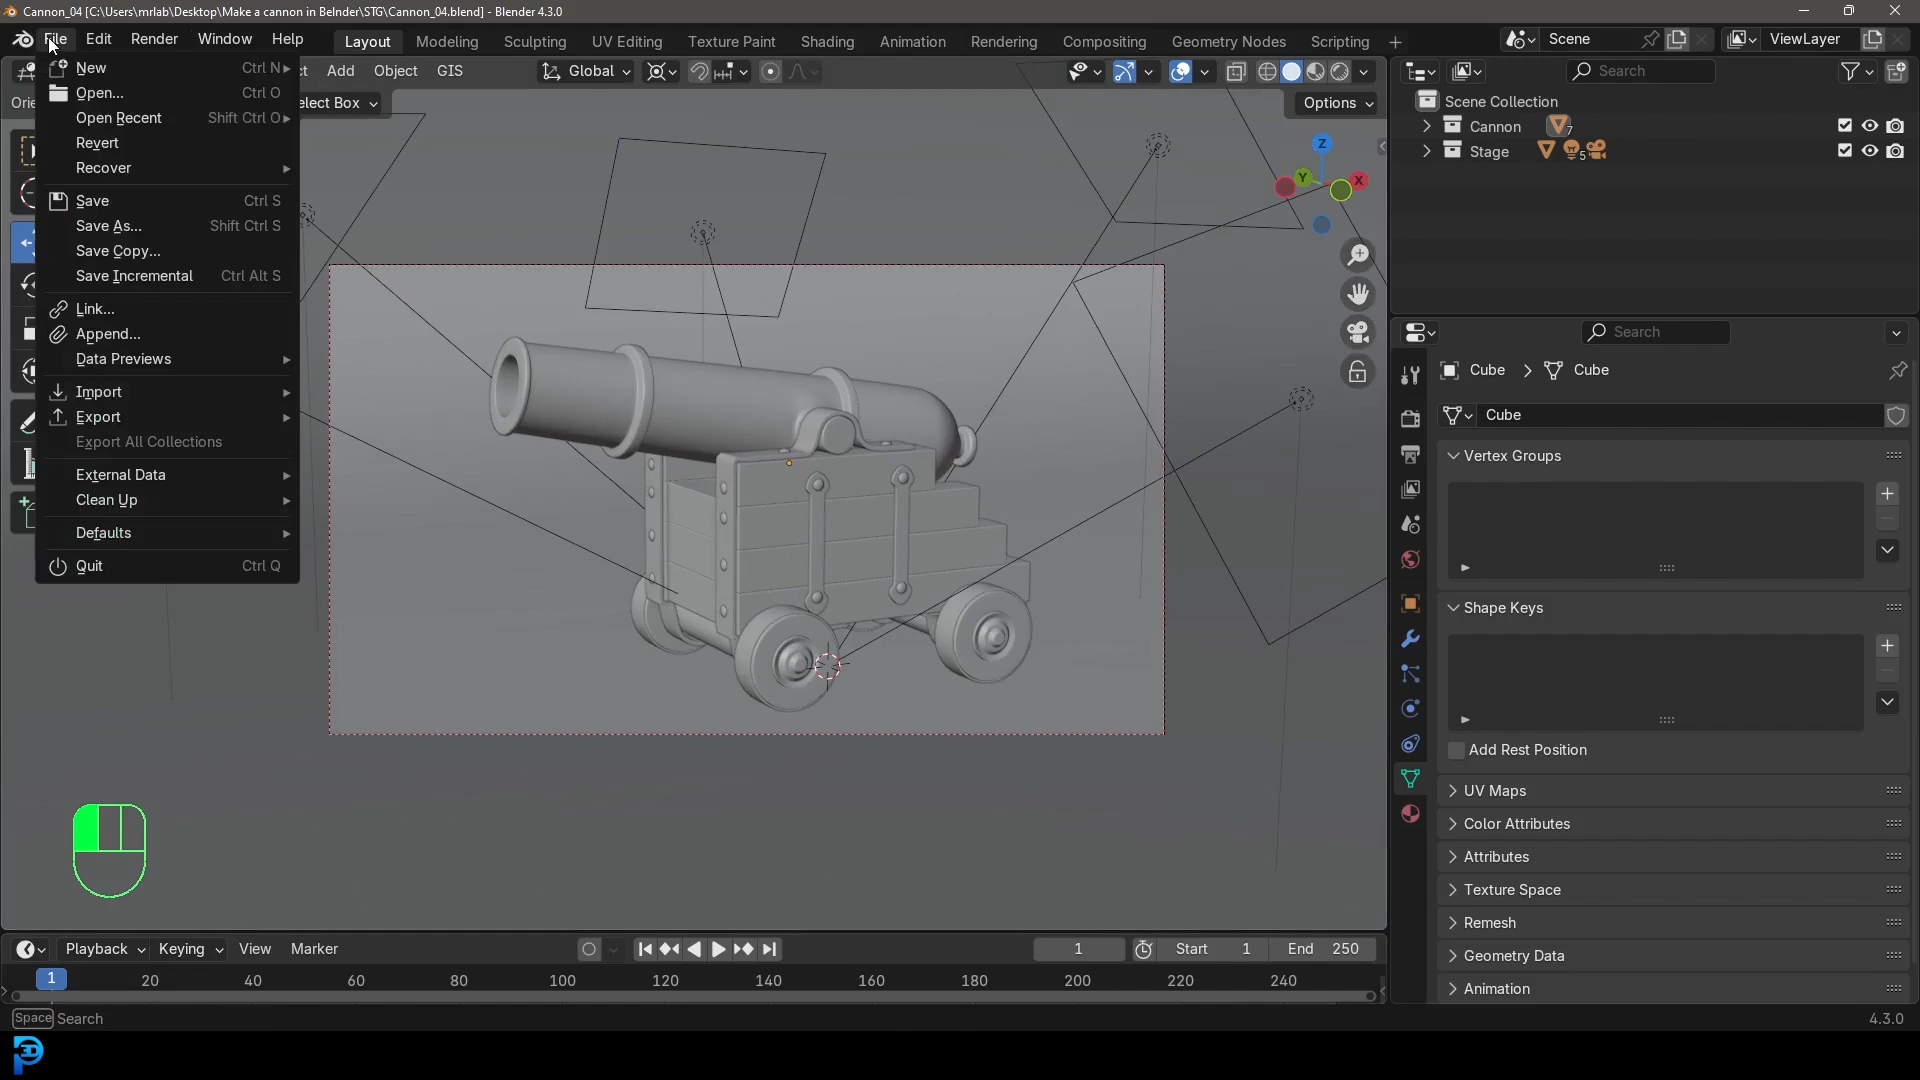 Cannon_04 [C:\Users\mrlab\Desktop\Make a cannon in Belnder\STG\Cannon_04.blend] - Blender 4.3.0
File Edit Render Window Help Layout Modeling Sculpting UV Editing Texture Paint Shading Animation Rendering Compositing Geometry Nodes Scripting + Scene ViewLayer
Add Object GIS Global Search
elect Box Options
New Ctrl N
Open... Ctrl O
Open Recent Shift Ctrl O
Revert
Recover
Save Ctrl S
Save As... Shift Ctrl S
Save Copy...
Save Incremental Ctrl Alt S
Link...
Append...
Data Previews
Import
Export
Export All Collections
External Data
Clean Up
Defaults
Quit Ctrl Q
Z
Y
X
Scene Collection
Cannon 7
Stage 5
Search
Cube > Cube
Cube
Vertex Groups
Shape Keys
Add Rest Position
UV Maps
Color Attributes
Attributes
Texture Space
Remesh
Geometry Data
Animation
Playback Keying View Marker 1 Start 1 End 250
1 20 40 60 80 100 120 140 160 180 200 220 240
Space Search 4.3.0